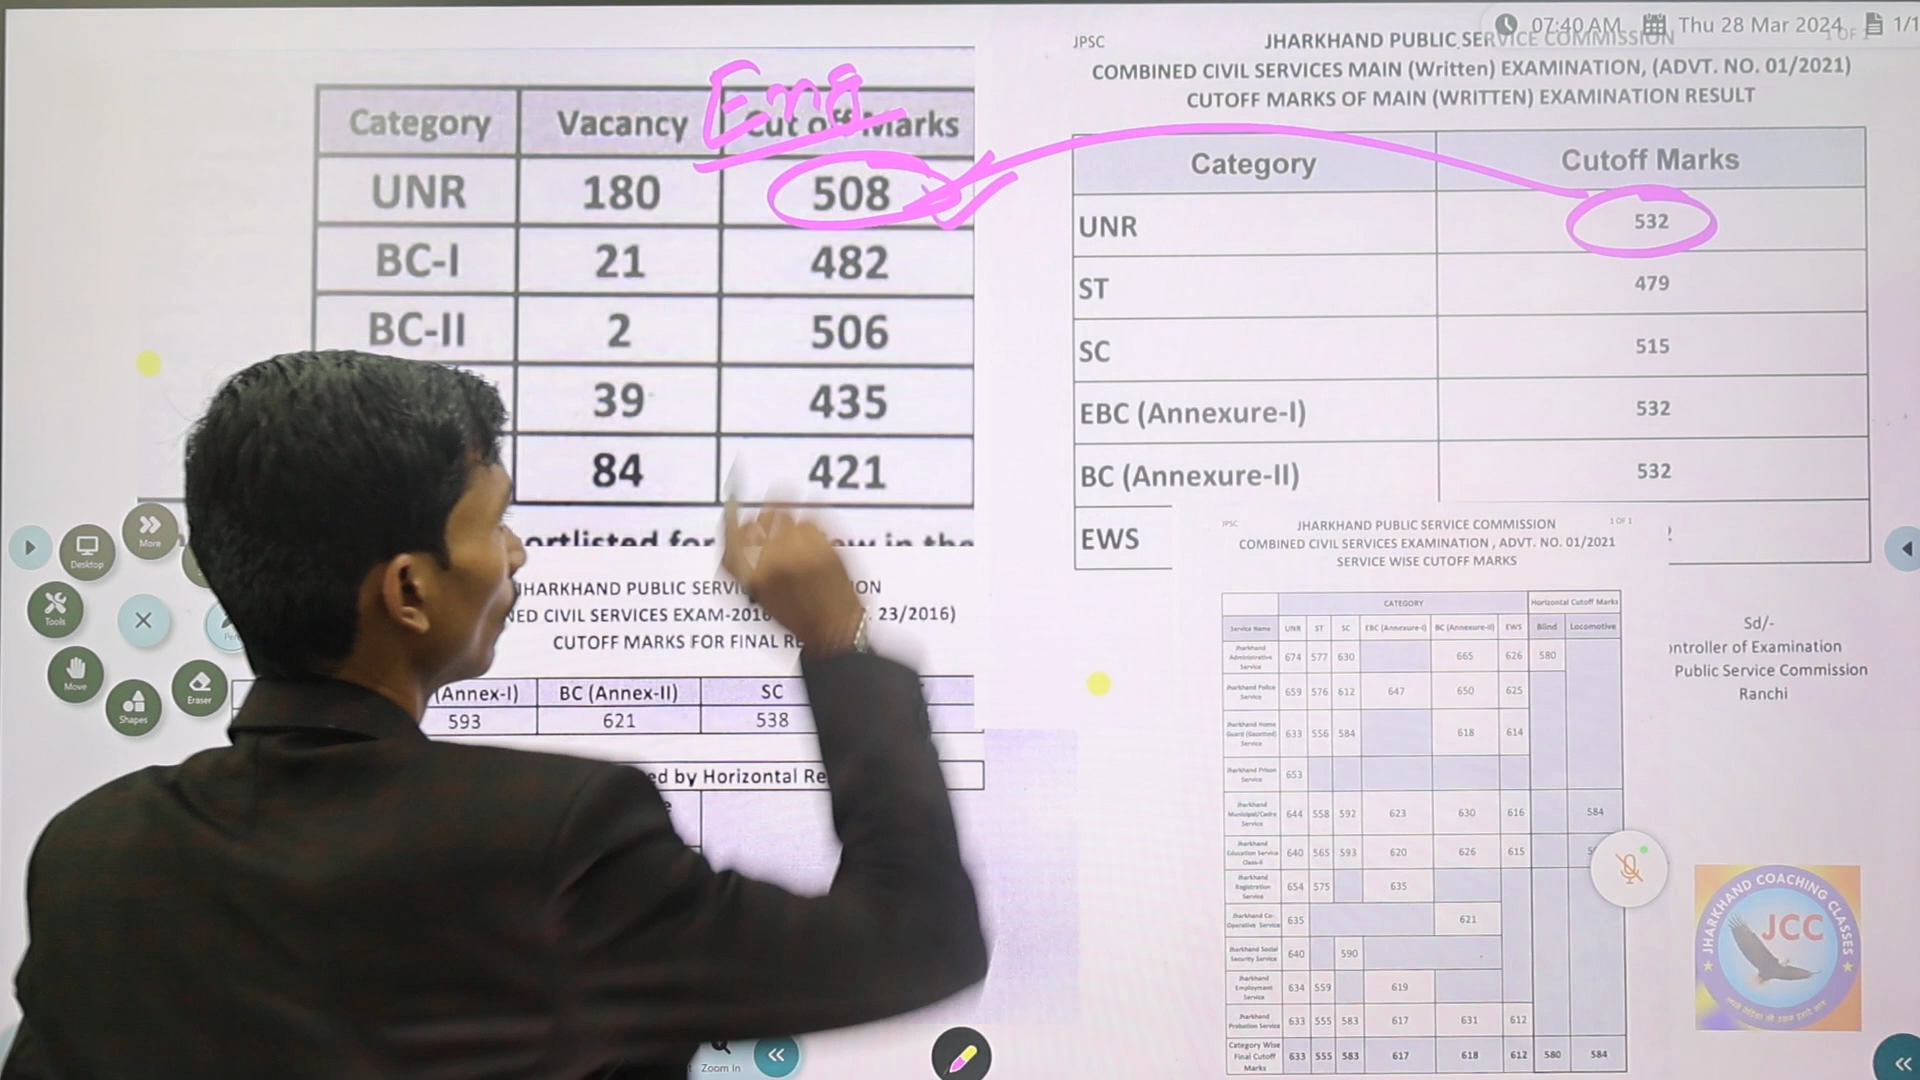 07:40 AM Thu 28 Mar 2024 1/1
Eng
Category Vacancy Cut off Marks
UNR 180 508
BC-I 21 482
BC-II 2 506
39 435
84 421
ortlisted for in the
JHARKHAND PUBLIC ON
CIVIL SERVICES 23/2016)
CUTOFF MARKS FOR FINAL
(Annex-I) BC (Annex-II) SC
593 621 538
ed by Horizontal Re
JPSC
JHARKHAND PUBLIC SERVICE COMMISSION
COMBINED CIVIL SERVICES MAIN (Written) EXAMINATION, (ADVT. NO. 01/2021)
CUTOFF MARKS OF MAIN (WRITTEN) EXAMINATION RESULT
Category Cutoff Marks
UNR 532
ST 479
SC 515
EBC (Annexure-I) 532
BC (Annexure-II) 532
EWS
JPSC 1 OF 1
JHARKHAND PUBLIC SERVICE COMMISSION
COMBINED CIVIL SERVICES EXAMINATION , ADVT. NO. 01/2021
SERVICE WISE CUTOFF MARKS
CATEGORY Horizontal Cutoff Marks
Service Name UNR ST SC EBC (Annexure-I) BC (Annexure-II) EWS Blind Locomotive
Jharkhand Administrative Service 674 577 630 665 626 580
Jharkhand Police Service 659 576 612 647 650 625
Jharkhand Home Guard (Gazetted) Service 633 556 584 618 614
Jharkhand Prison Service 653
Jharkhand Municipal/Cadre Service 644 558 592 623 630 616 584
Jharkhand Education Service Class-II 640 565 593 620 626 615
Jharkhand Registration Service 654 575 635
Jharkhand Co-Operative Service 635 621
Jharkhand Social Security Service 640 590
Jharkhand Employment Service 634 559 619
Jharkhand Probation Service 633 555 583 617 631 612
Category Wise Final Cutoff Marks 633 555 583 617 618 612 580 584
Sd/-
ntroller of Examination
Public Service Commission
Ranchi
More
Desktop
Tools
Move
Shapes
Eraser
Zoom In
JHARKHAND COACHING CLASSES
JCC